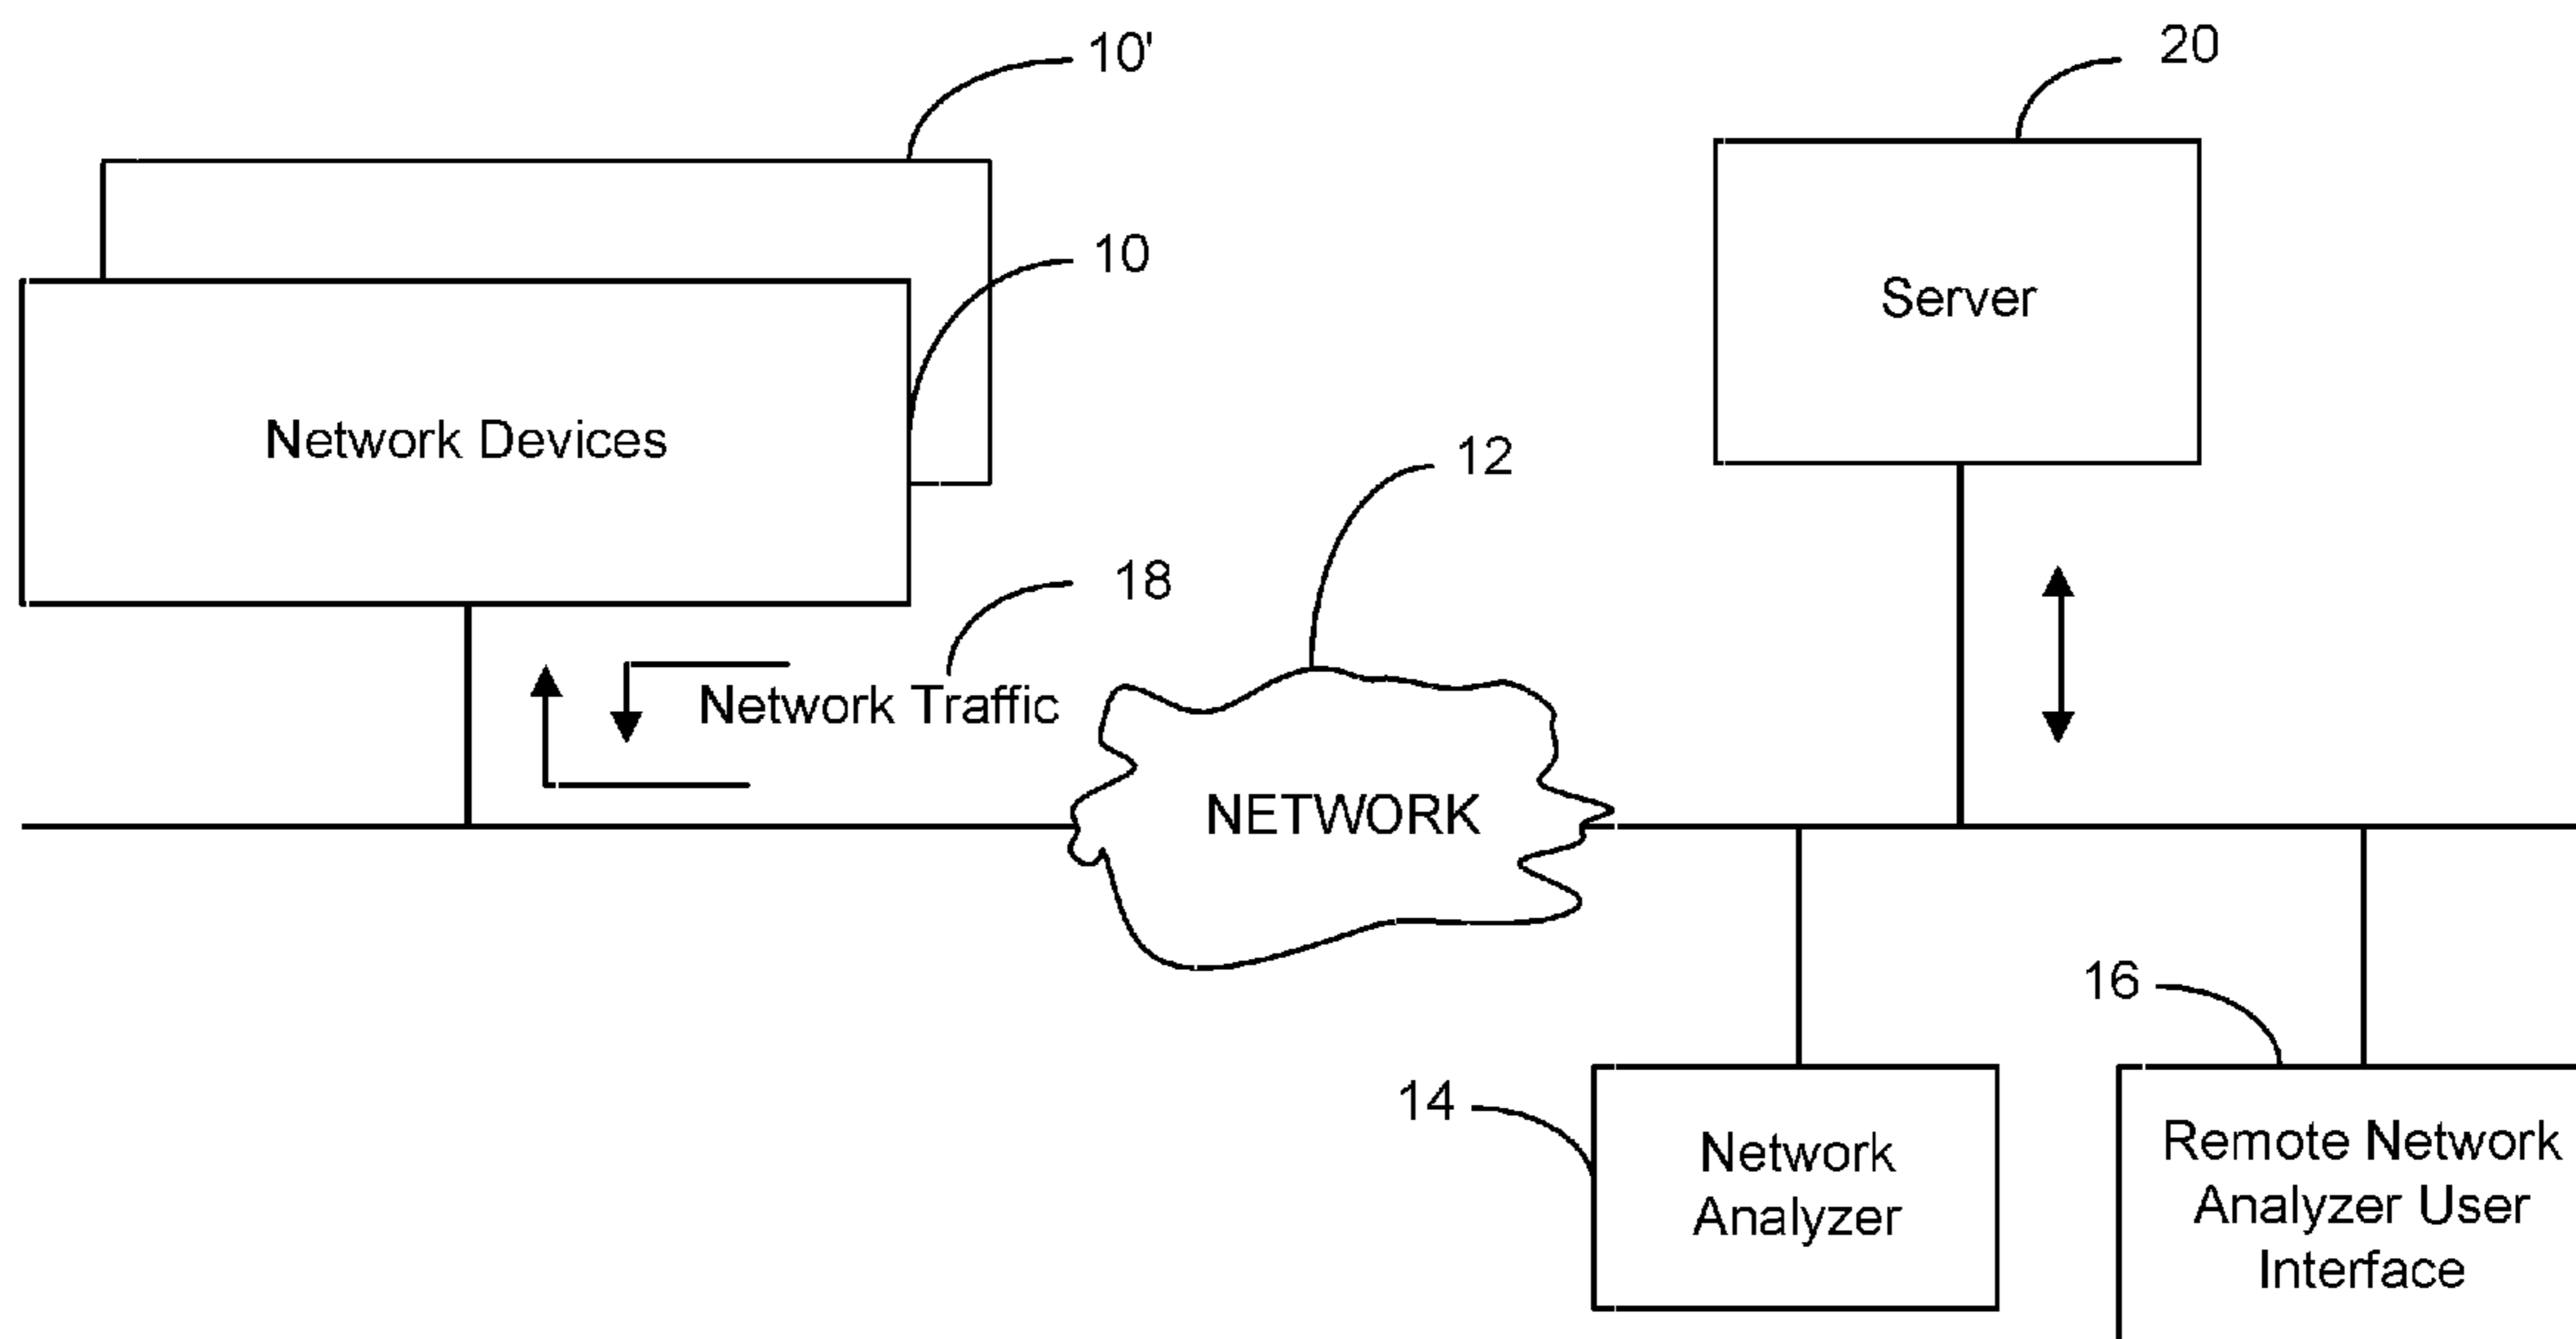 10'
20
10
Server
Network Devices
12
18
Network Traffic
NETWORK
16
14
Network
Analyzer
Remote Network
Analyzer User
Interface